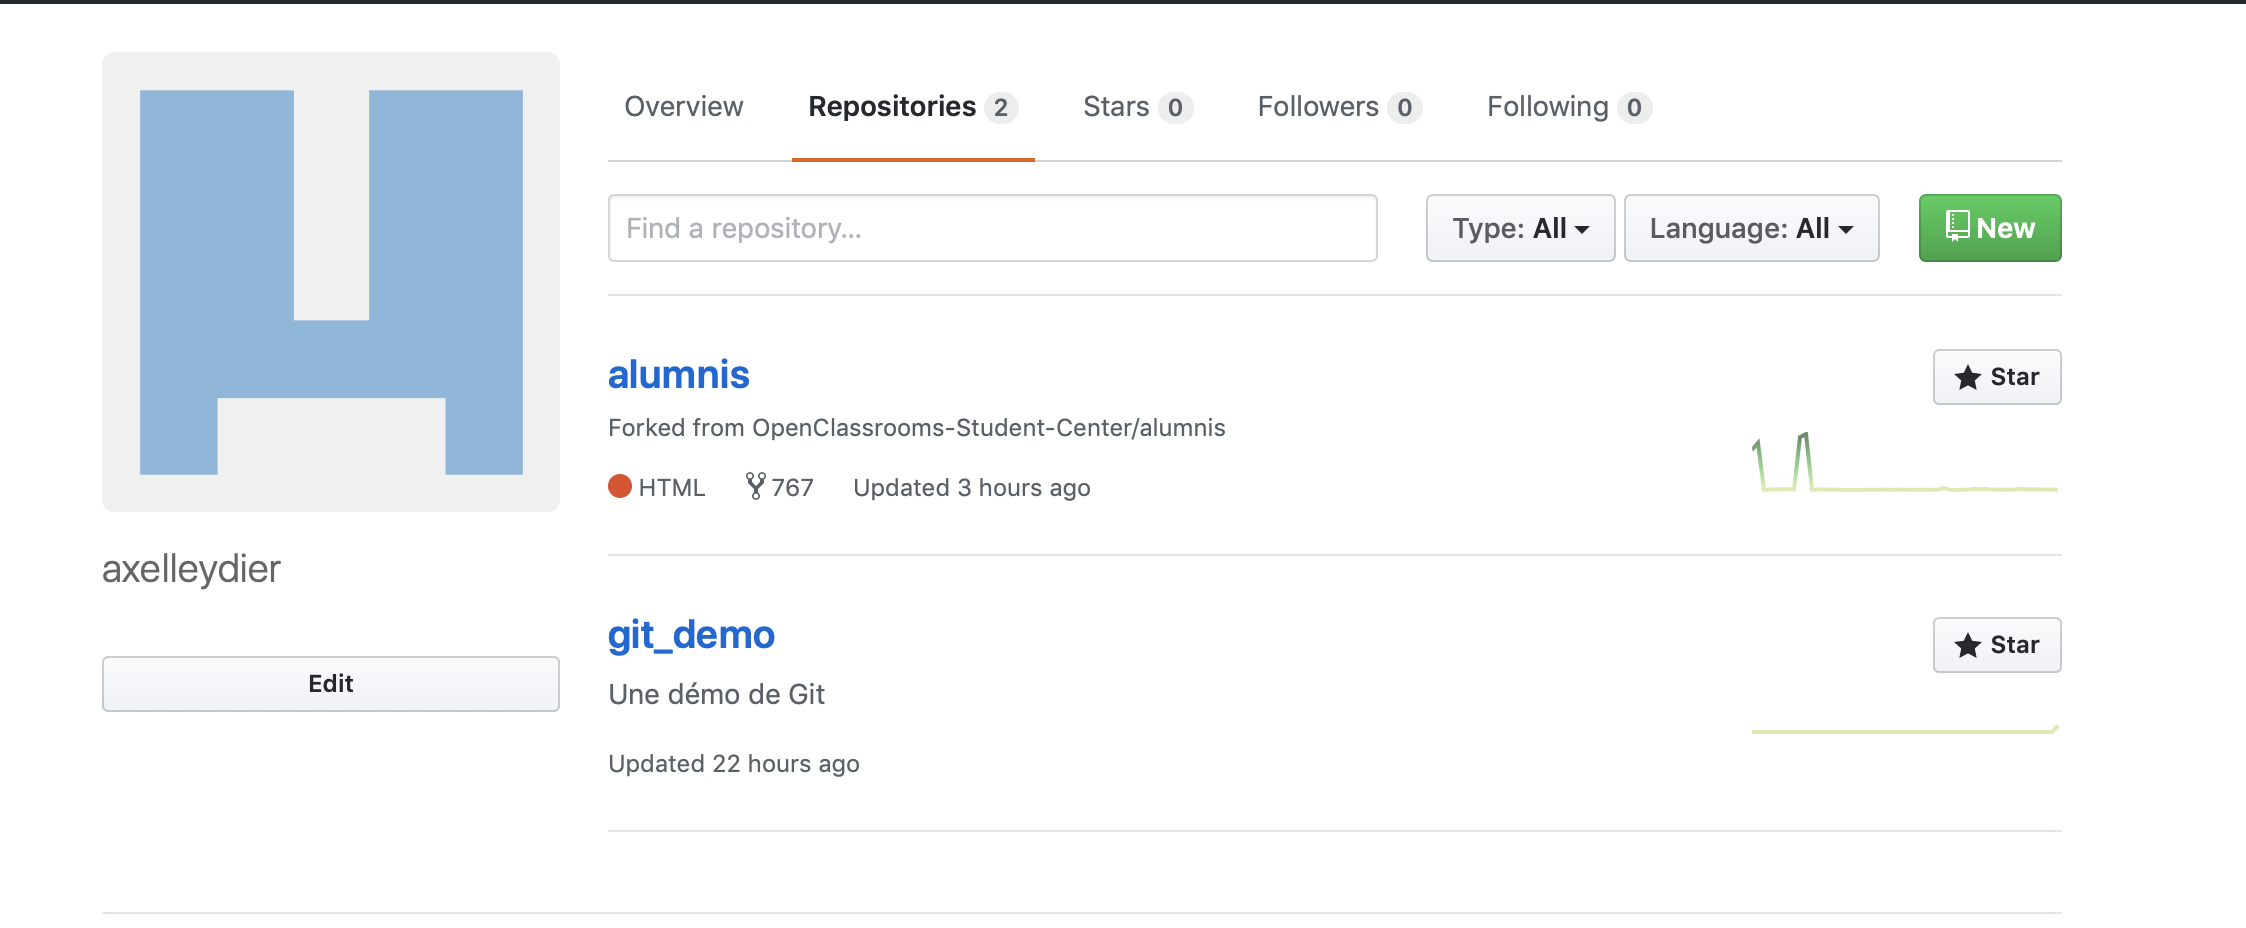 Overview Repositories 2 Stars 0 Followers 0 Following 0
Find a repository... Type: All Language: All New
alumnis Star
Forked from OpenClassrooms-Student-Center/alumnis
HTML 767 Updated 3 hours ago
axelleydier
Edit
git_demo Star
Une démo de Git
Updated 22 hours ago